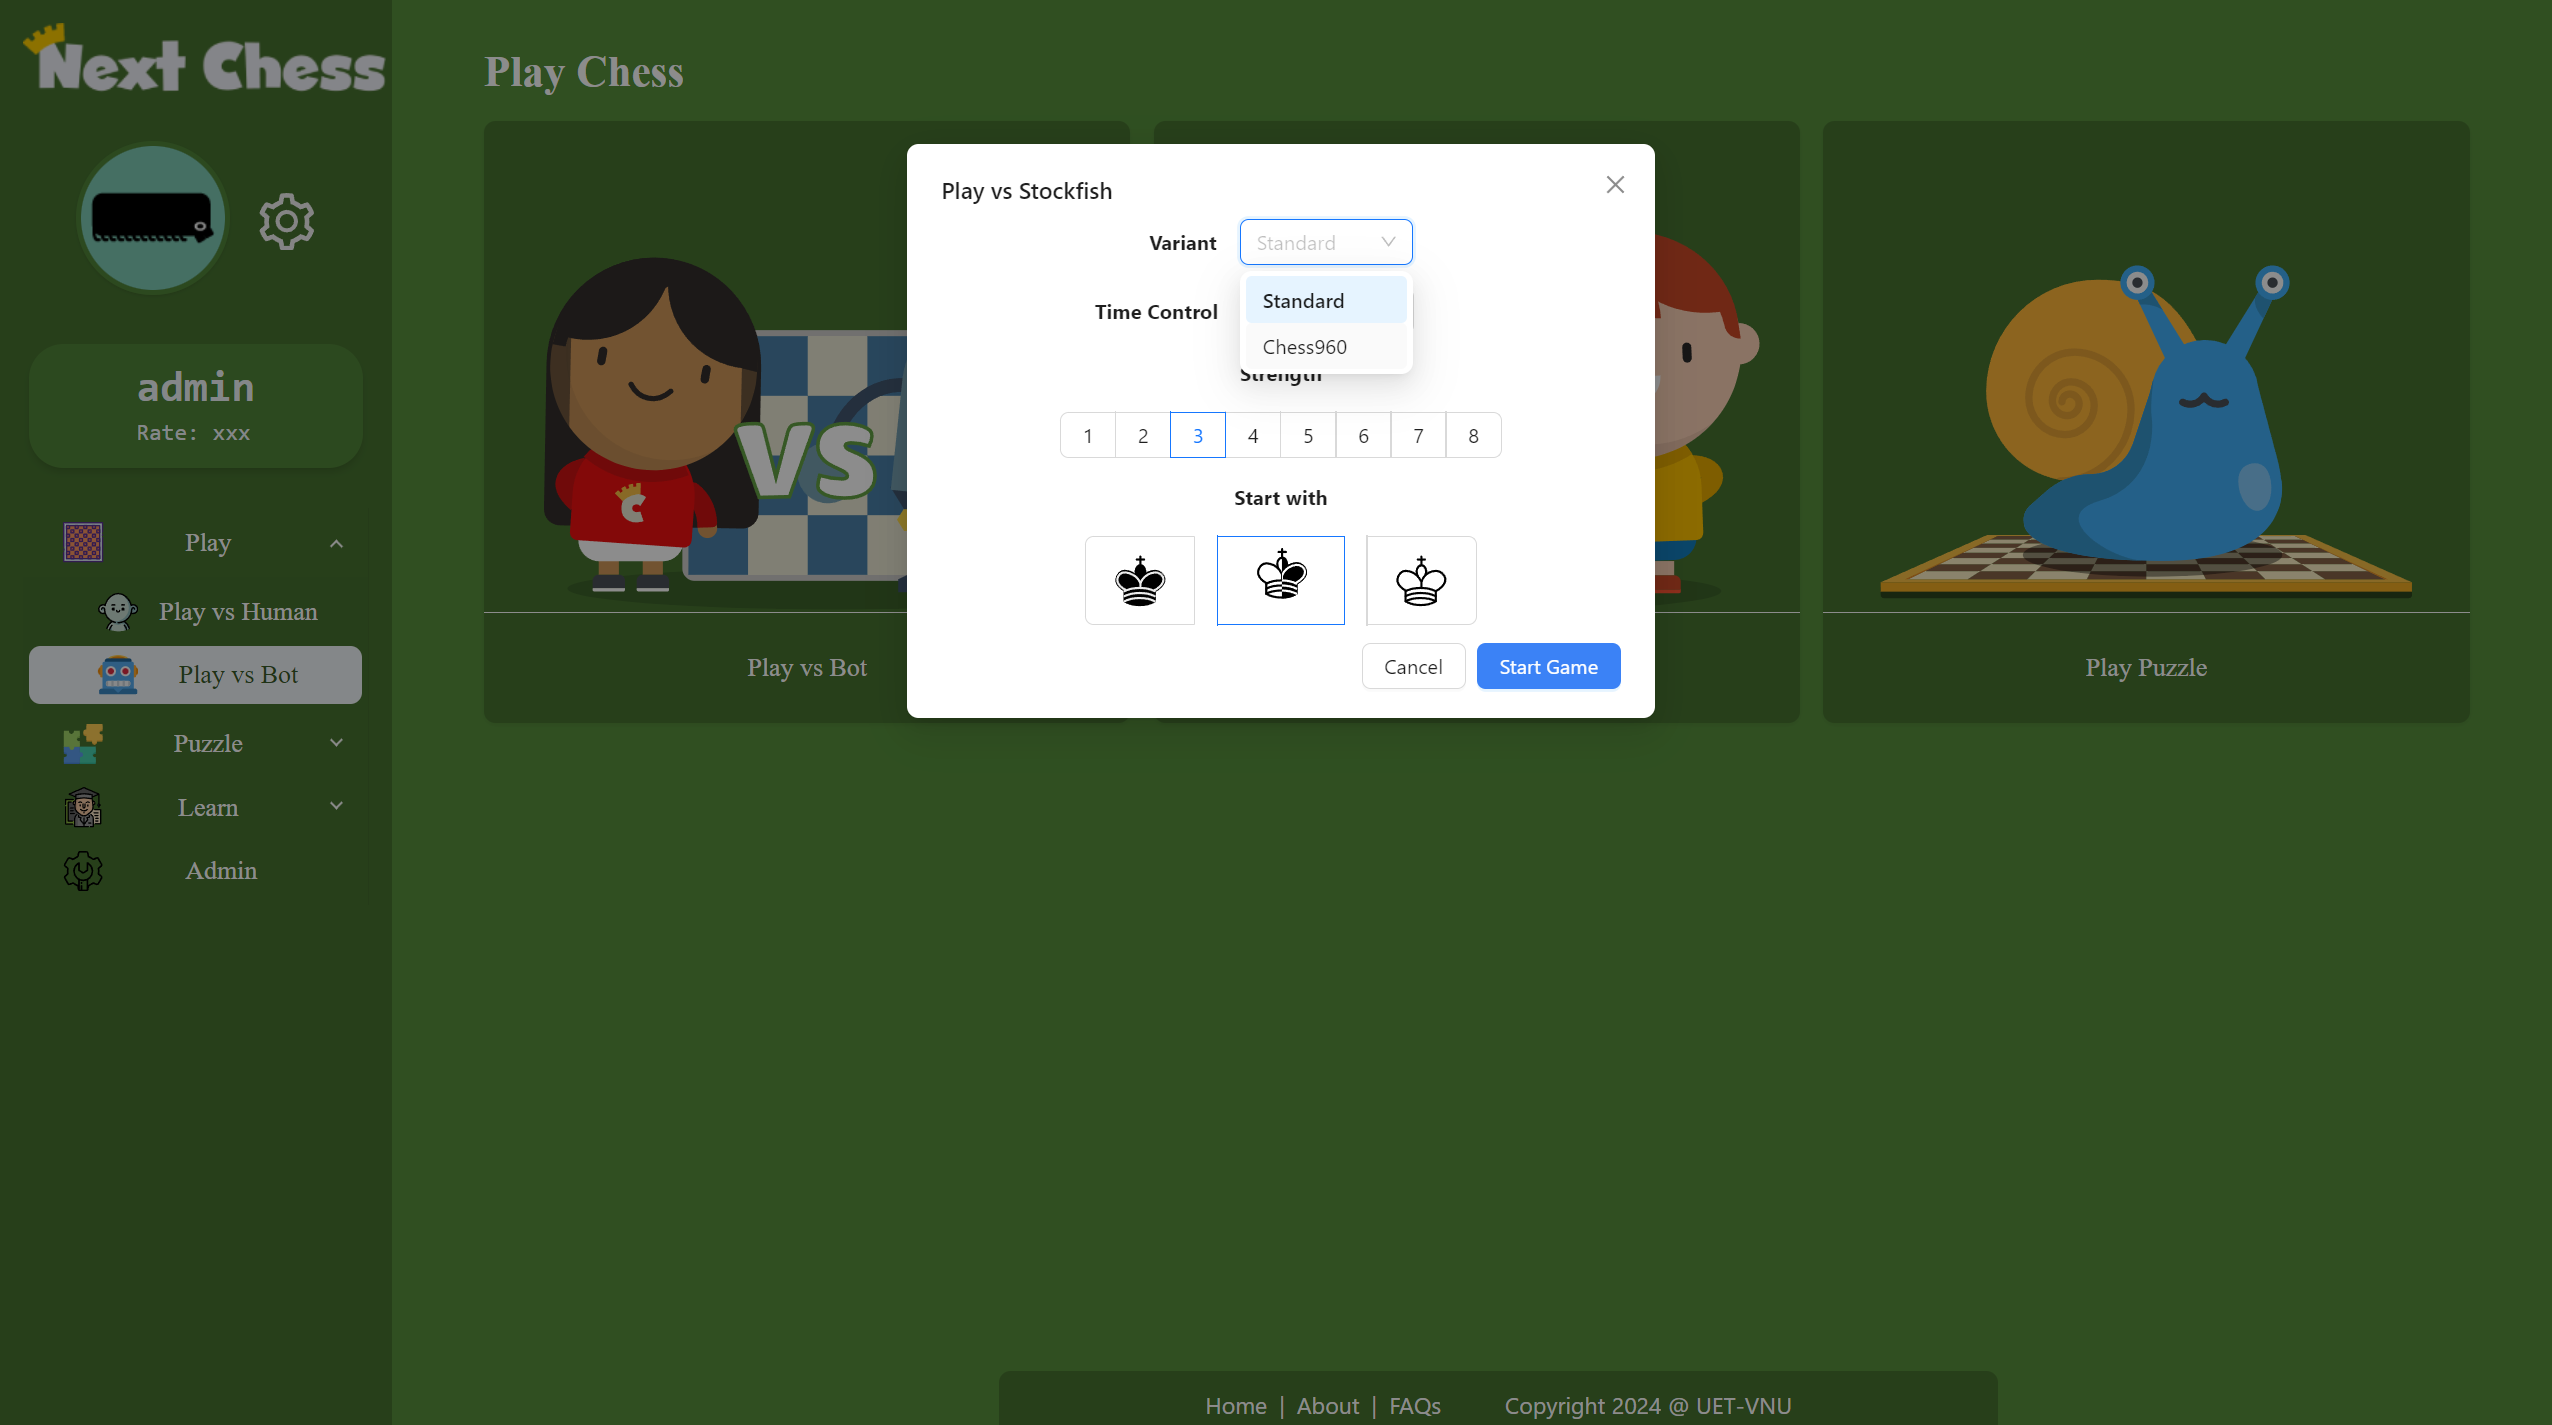 Next Chess
admin
Rate: xxx
Play
Play vs Human
Play vs Bot
Puzzle
Learn
Admin
Play Chess
VS
C
Play vs Bot
Play Puzzle
Play vs Stockfish
Variant
Standard
Time Control
Standard
Chess960
Strength
1 2 3 4 5 6 7 8
Start with
Cancel
Start Game
Home | About | FAQs Copyright 2024 @ UET-VNU